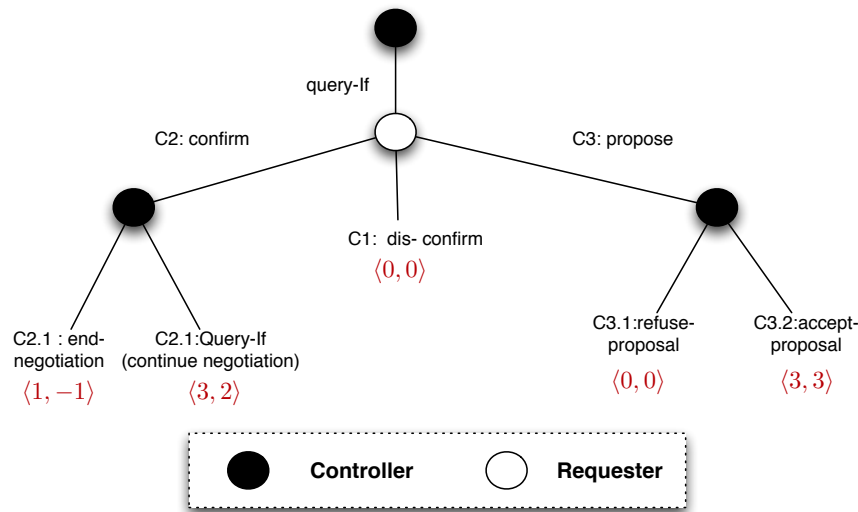 query-If
C2: confirm
C3: propose
C1:  dis- confirm
⟨0, 0⟩
C2.1 : end-
negotiation
⟨1, −1⟩
C2.1:Query-If
(continue negotiation)
⟨3, 2⟩
C3.1:refuse-
proposal
⟨0, 0⟩
C3.2:accept-
proposal
⟨3, 3⟩
Controller
Requester